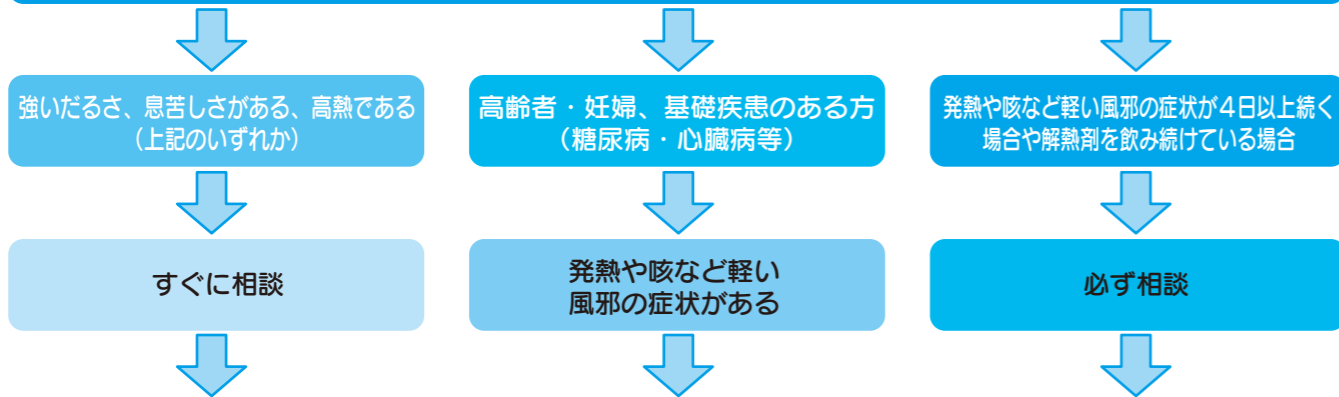 強いだるさ、息苦しさがある、高熱である
（上記のいずれか）
高齢者・妊婦、基礎疾患のある方
（糖尿病・心臓病等）
発熱や咳など軽い風邪の症状が４日以上続く
場合や解熱剤を飲み続けている場合
すぐに相談
発熱や咳など軽い
風邪の症状がある
必ず相談